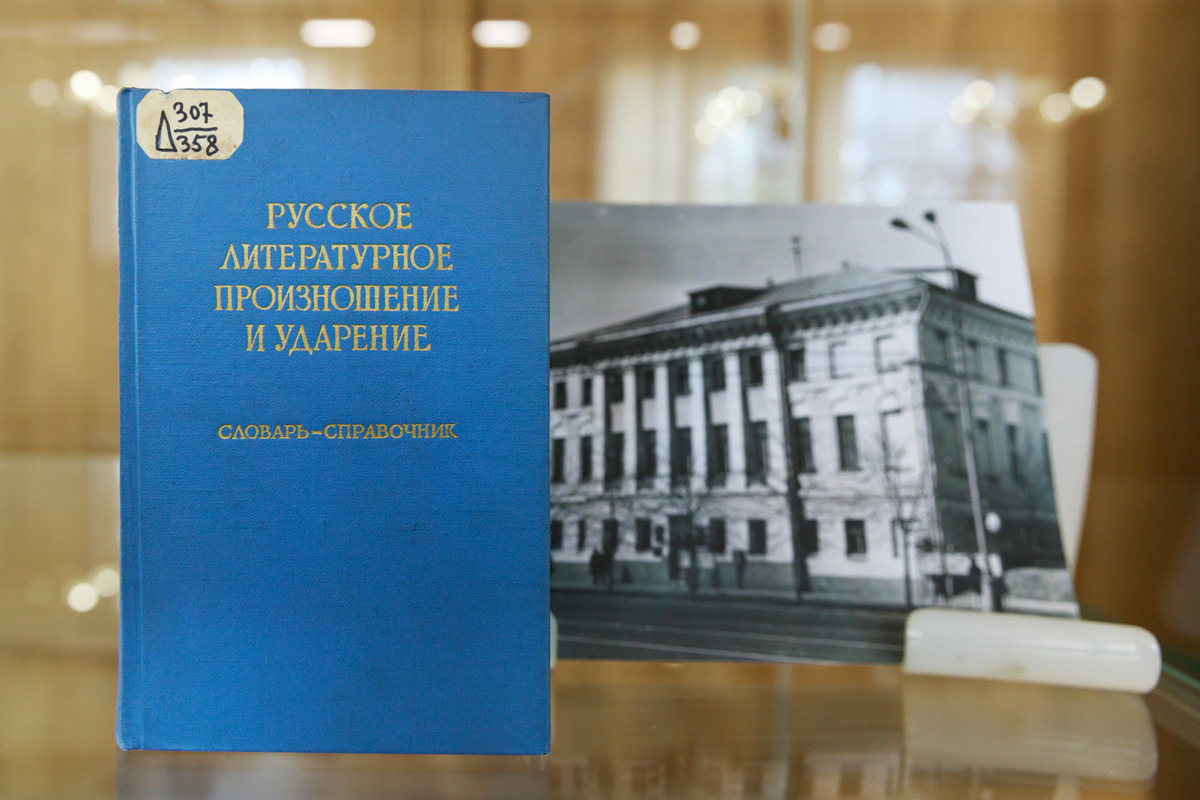 Д 307
358
РУССКОЕ
ЛИТЕРАТУРНОЕ
ПРОИЗНОШЕНИЕ
И УДАРЕНИЕ
СЛОВАРЬ-СПРАВОЧНИК